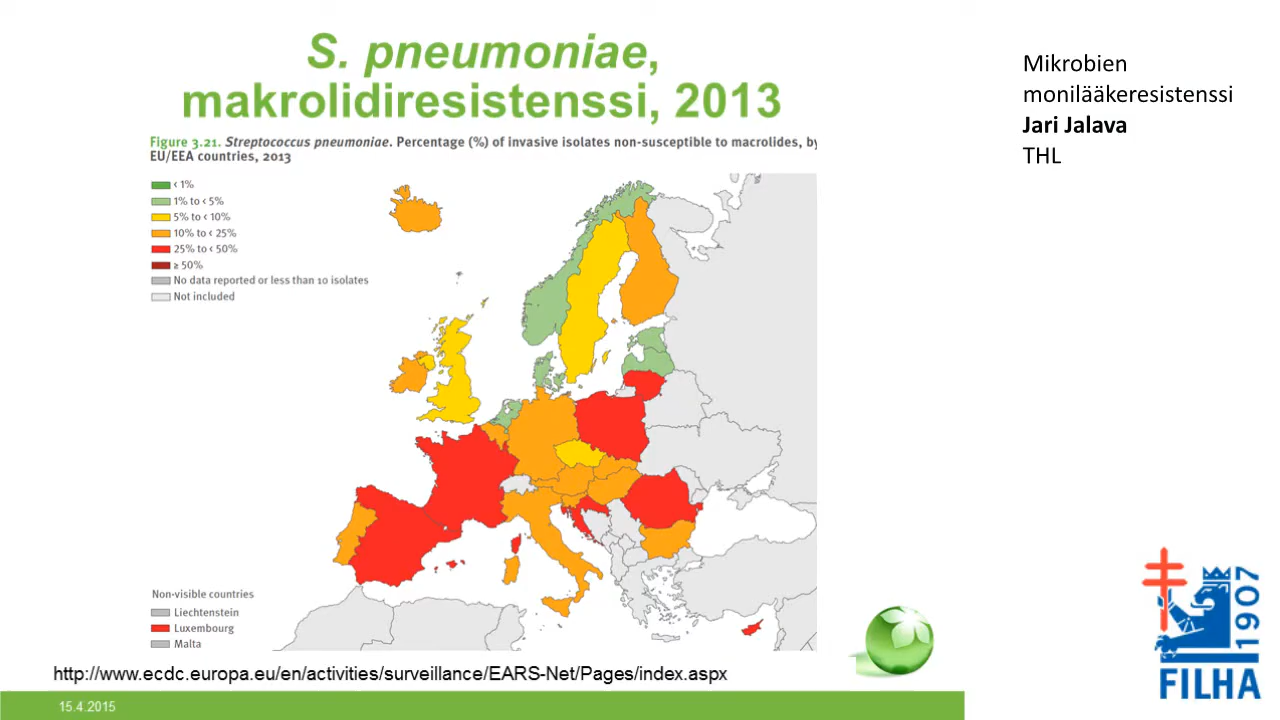 S. pneumoniae,
makrolidiresistenssi, 2013
Mikrobien
monilääkeresistenssi
Jari Jalava
THL
Figure 3.21. Streptococcus pneumoniae. Percentage (%) of invasive isolates non-susceptible to macrolides, by
EU/EEA countries, 2013
< 1%
1% to < 5%
5% to < 10%
10% to < 25%
25% to < 50%
≥ 50%
No data reported or less than 10 isolates
Not included
Non-visible countries
Liechtenstein
Luxembourg
Malta
http://www.ecdc.europa.eu/en/activities/surveillance/EARS-Net/Pages/index.aspx
15.4.2015
1907
FILHA